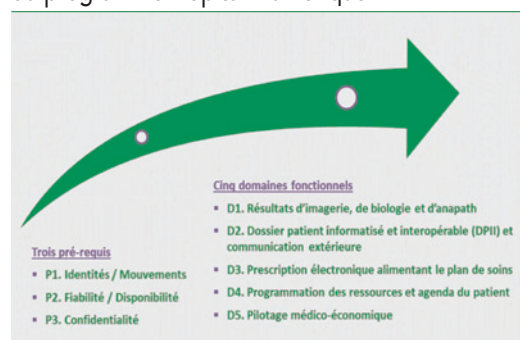 Trois pré-requis
▪ P1. Identités / Mouvements
▪ P2. Fiabilité / Disponibilité
▪ P3. Confidentialité
Cinq domaines fonctionnels
▪ D1. Résultats d'imagerie, de biologie et d'anapath
▪ D2. Dossier patient informatisé et interopérable (DPII) et
communication extérieure
▪ D3. Prescription électronique alimentant le plan de soins
▪ D4. Programmation des ressources et agenda du patient
▪ D5. Pilotage médico-économique